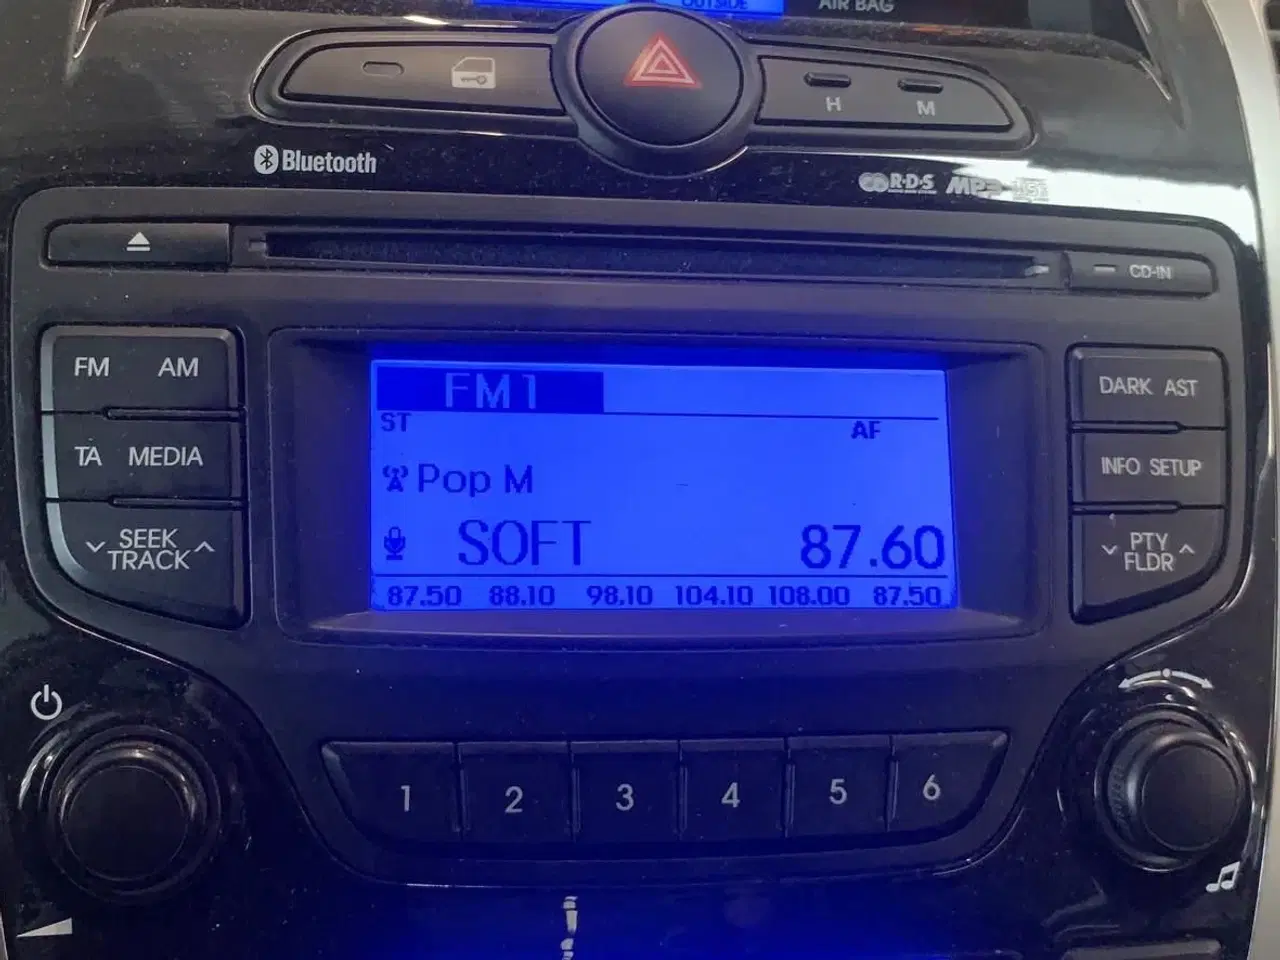 OUTSIDE
AIR BAG
H M
Bluetooth
R·D·S MP3
CD-IN
FM AM
DARK AST
FM1
ST
AF
TA MEDIA
INFO SETUP
Pop M
SEEK
TRACK
PTY
FLDR
SOFT 87.60
87.50 88.10 98.10 104.10 108.00 87.50
1 2 3 4 5 6